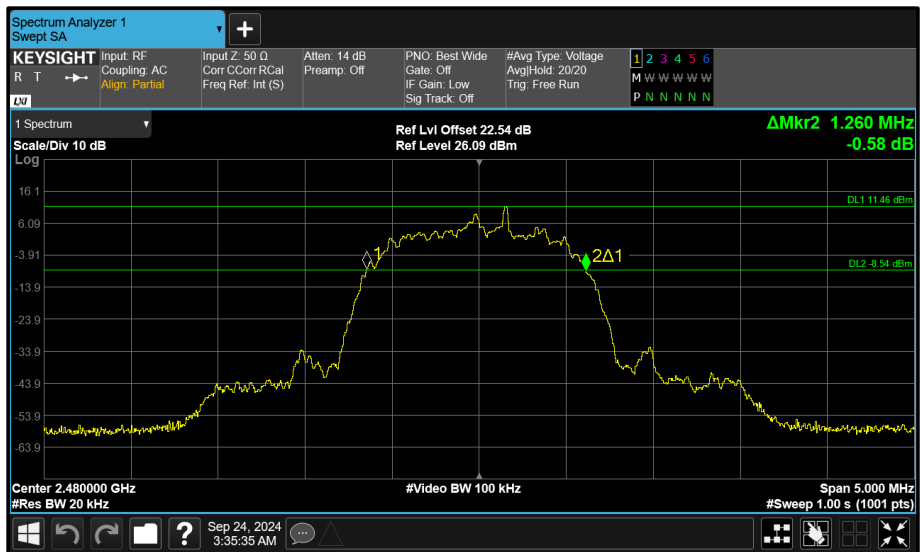 Spectrum Analyzer 1
Swept SA
KEYSIGHT
R T
LXI
Input: RF
Coupling: AC
Align: Partial
Input Z: 50 Ω
Corr CCorr RCal
Freq Ref: Int (S)
Atten: 14 dB
Preamp: Off
PNO: Best Wide
Gate: Off
IF Gain: Low
Sig Track: Off
#Avg Type: Voltage
Avg|Hold: 20/20
Trig: Free Run
1 2 3 4 5 6
M W W W W W
P N N N N N
1 Spectrum
Scale/Div 10 dB
Log
Ref Lvl Offset 22.54 dB
Ref Level 26.09 dBm
ΔMkr2 1.260 MHz
-0.58 dB
16.1
DL1 11.46 dBm
6.09
-3.91
1
2Δ1
DL2 -8.54 dBm
-13.9
-23.9
-33.9
-43.9
-53.9
-63.9
Center 2.480000 GHz
#Video BW 100 kHz
Span 5.000 MHz
#Res BW 20 kHz
#Sweep 1.00 s (1001 pts)
?
Sep 24, 2024
3:35:35 AM